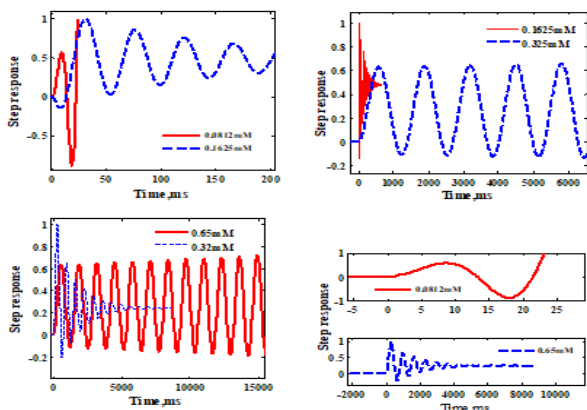 1
0.5
0
-0.5
Step response
0.0812mM
0.1625mM
0 50 100 150 200
Time,ms
1
0.8
0.6
0.4
0.2
0
-0.2
Step response
0.1625mM
0.325mM
0 1000 2000 3000 4000 5000 6000
Time,ms
1
0.8
0.6
0.4
0.2
0
-0.2
Step response
0.65mM
0.32mM
0 5000 10000 15000
Time,ms
1
0
-1
0.0812mM
-5 0 5 10 15 20 25
Step response
1
0.5
0
0.65mM
-2000 0 2000 4000 6000 8000 10000
Time,ms